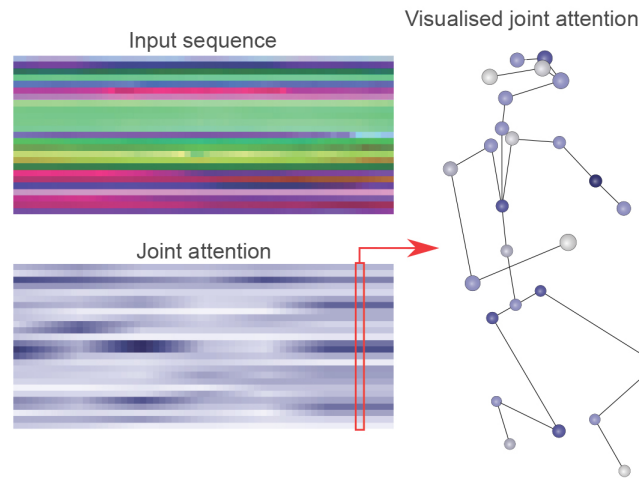 Visualised joint attention
Input sequence
Joint attention